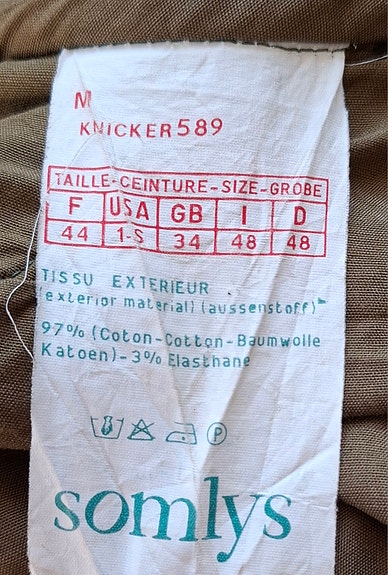 M
KNICKER 589
TAILLE-CEINTURE-SIZE-GROBE
F USA GB I D
44 1-S 34 48 48
TISSU EXTERIEUR
(exterior material) (aussenstoff)
97% (Coton-Cotton-Baumwolle
Katoen)-3% Elasthane
P
somlys